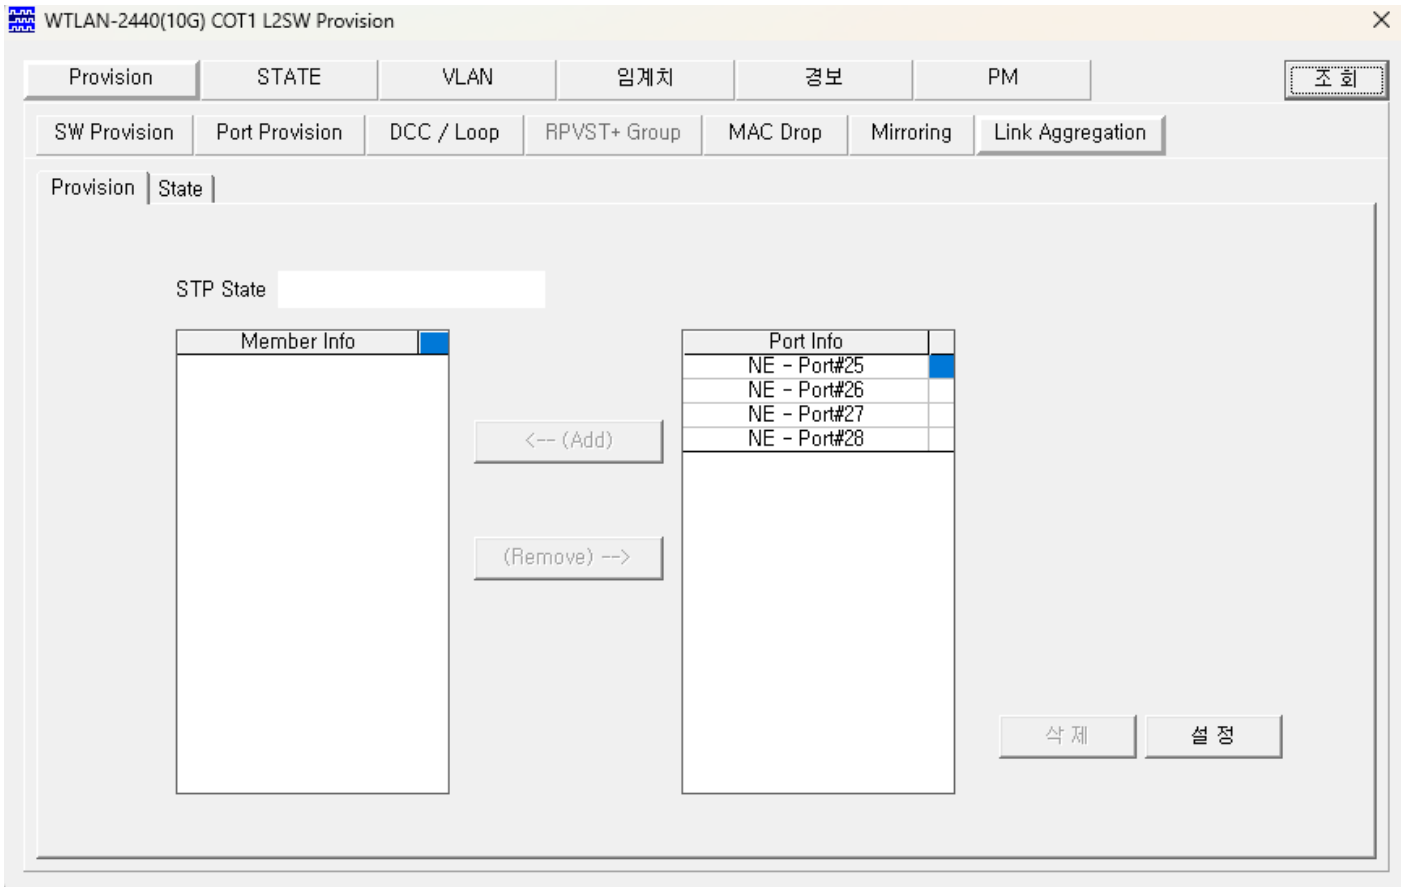 WTLAN-2440(10G) COT1 L2SW Provision
Provision STATE VLAN 임계치 경보 PM 조 회
SW Provision Port Provision DCC / Loop RPVST+ Group MAC Drop Mirroring Link Aggregation
Provision State
STP State
Member Info Port Info
NE - Port#25
NE - Port#26
NE - Port#27
NE - Port#28
<-- (Add)
(Remove) -->
삭 제 설 정